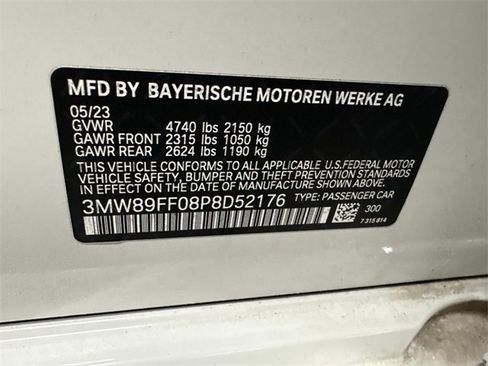 MFD BY BAYERISCHE MOTOREN WERKE AG
05/23
GVWR 4740 lbs 2150 kg
GAWR FRONT 2315 lbs 1050 kg
GAWR REAR 2624 lbs 1190 kg
THIS VEHICLE CONFORMS TO ALL APPLICABLE U.S.FEDERAL MOTOR
VEHICLE SAFETY, BUMPER, AND THEFT PREVENTION STANDARDS
IN EFFECT ON THE DATE OF MANUFACTURE SHOWN ABOVE.
3MW89FF08P8D52176 TYPE: PASSENGER CAR
300
7 315 814